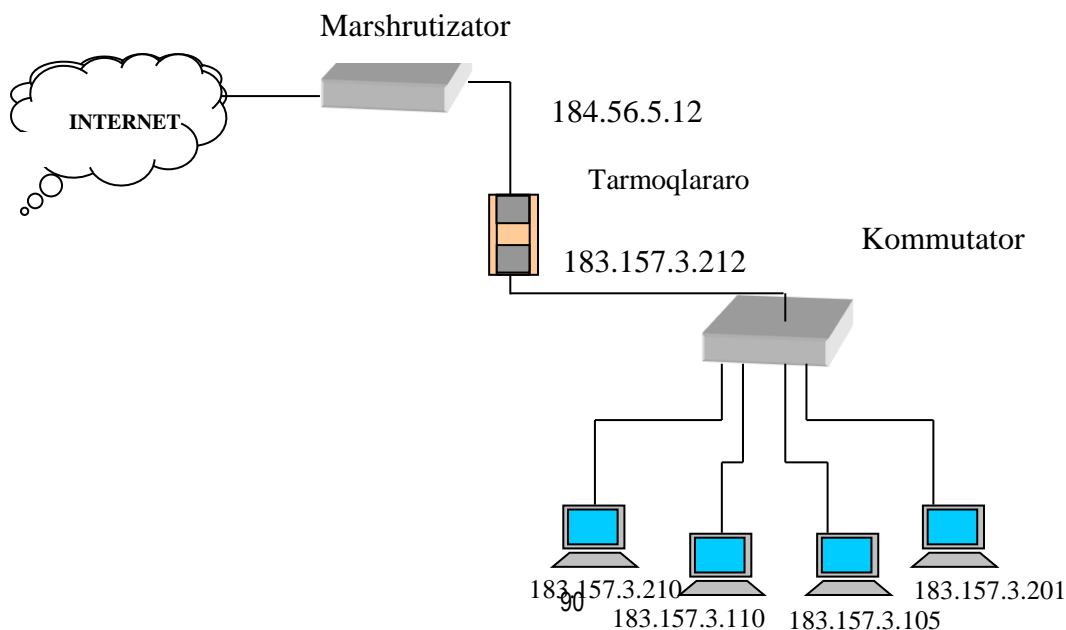 Marshrutizator
INTERNET
184.56.5.12
Tarmoqlararo
Kommutator
183.157.3.212
183.157.3.210
183.157.3.110
183.157.3.105
183.157.3.201
90